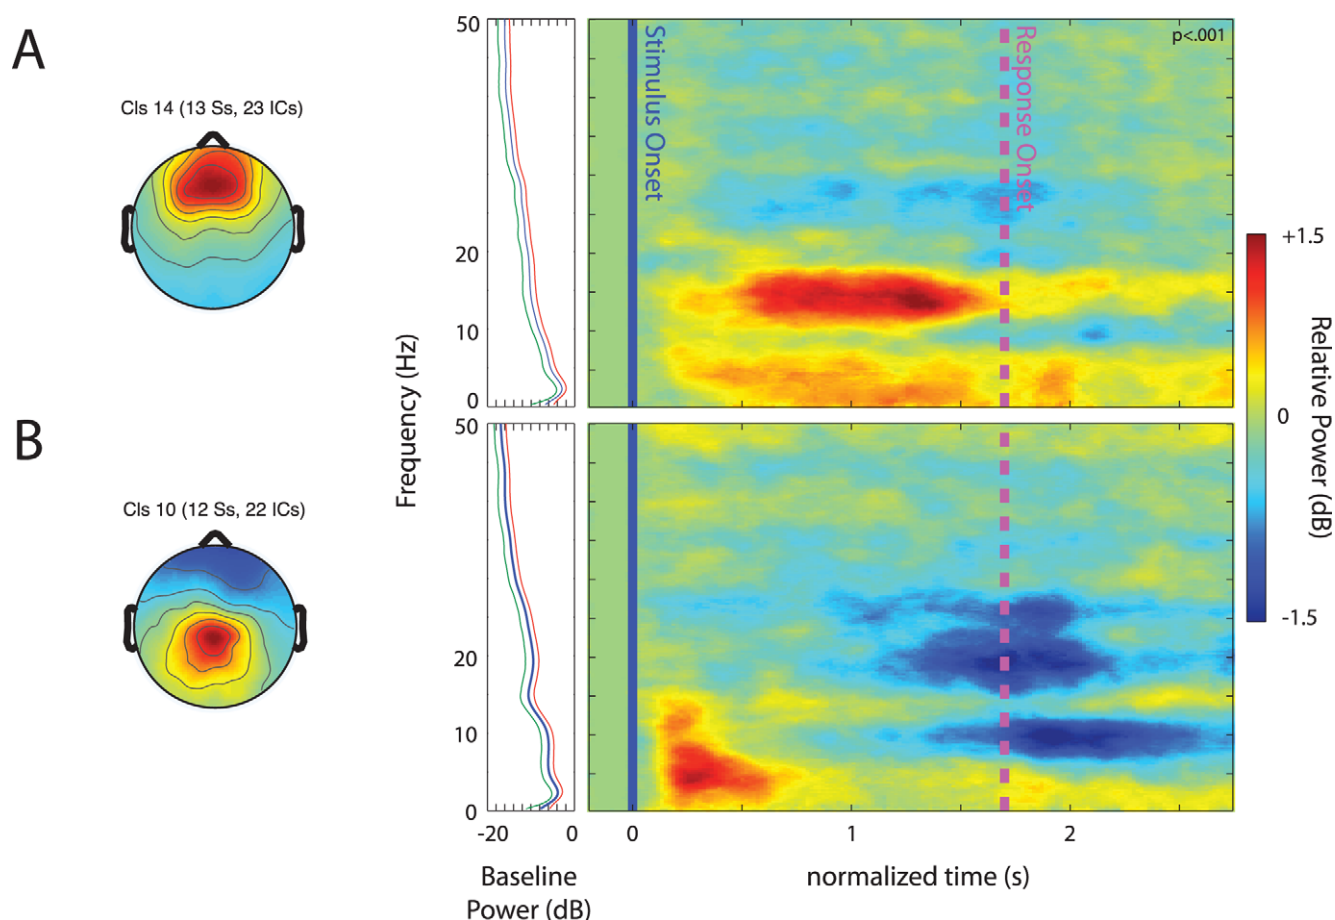 A
Cls 14 (13 Ss, 23 ICs)
50
20
10
0
Stimulus Onset
Response Onset
p<.001
+1.5
0
-1.5
Relative Power (dB)
Frequency (Hz)
B
Cls 10 (12 Ss, 22 ICs)
50
20
10
0
-20
0
0
1
2
Baseline
Power (dB)
normalized time (s)